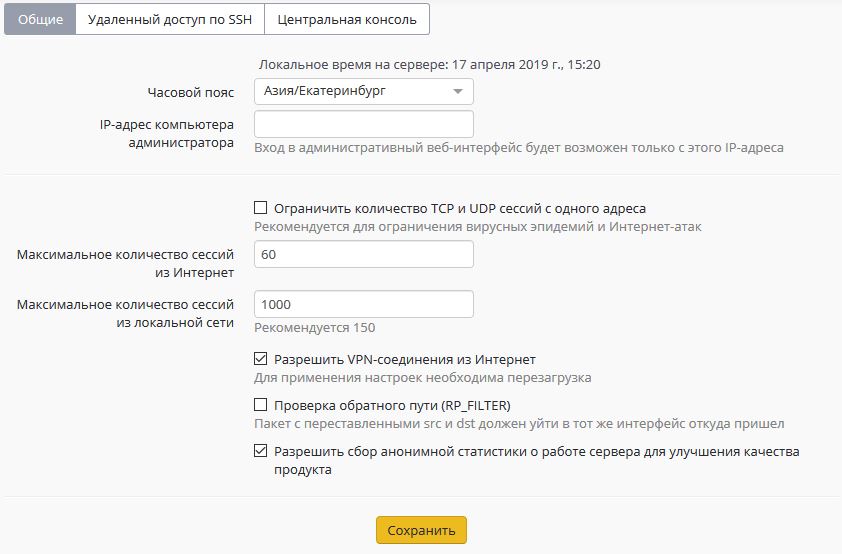 Общие
Удаленный доступ по SSH
Центральная консоль
Локальное время на сервере: 17 апреля 2019 г., 15:20
Часовой пояс
Азия/Екатеринбург
IP-адрес компьютера
администратора
Вход в административный веб-интерфейс будет возможен только с этого IP-адреса
Ограничить количество TCP и UDP сессий с одного адреса
Рекомендуется для ограничения вирусных эпидемий и Интернет-атак
Максимальное количество сессий
из Интернет
60
Максимальное количество сессий
из локальной сети
1000
Рекомендуется 150
Разрешить VPN-соединения из Интернет
Для применения настроек необходима перезагрузка
Проверка обратного пути (RP_FILTER)
Пакет с переставленными src и dst должен уйти в тот же интерфейс откуда пришел
Разрешить сбор анонимной статистики о работе сервера для улучшения качества
продукта
Сохранить